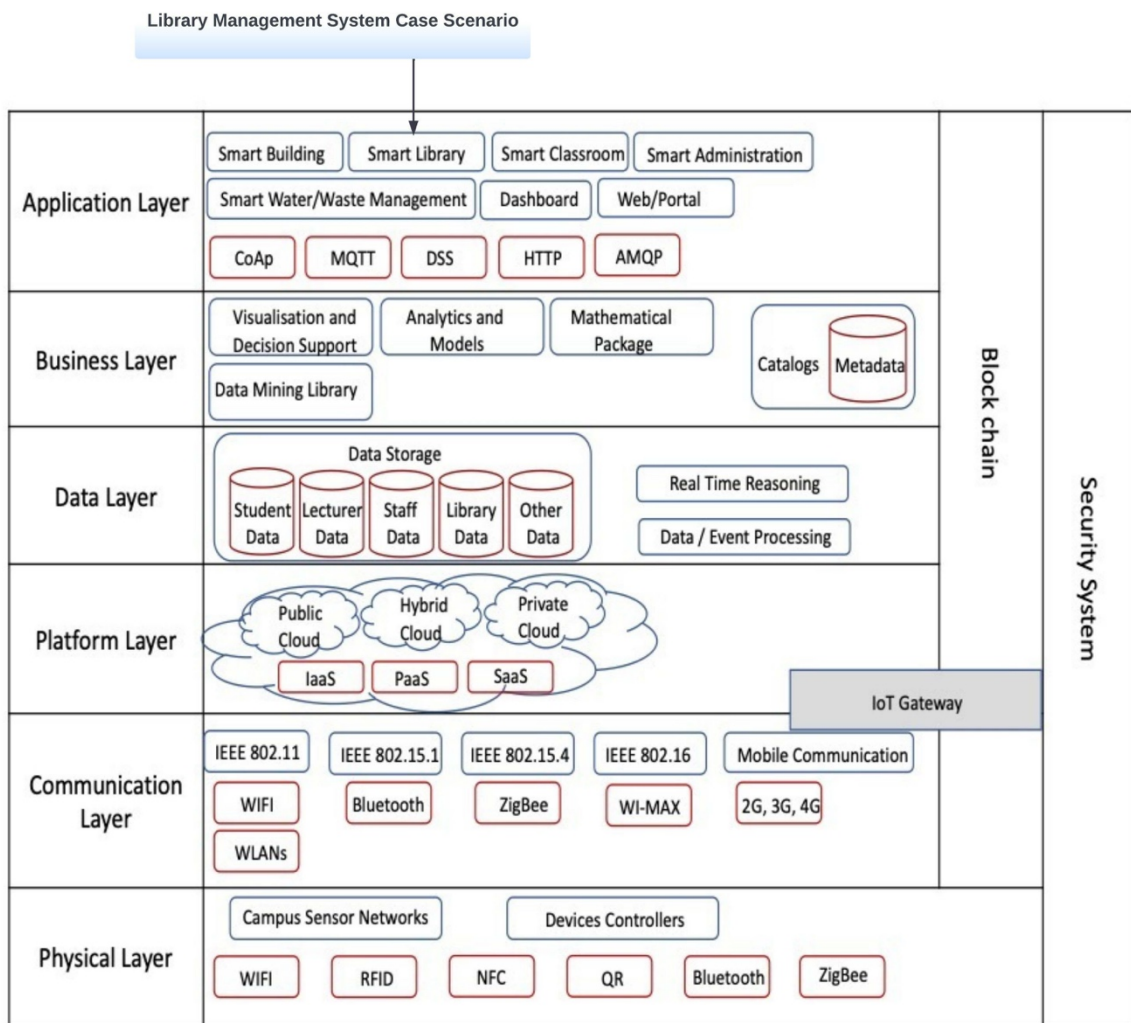 Library Management System Case Scenario
Application Layer
Smart Building
Smart Library
Smart Classroom
Smart Administration
Smart Water/Waste Management
Dashboard
Web/Portal
CoAp
MQTT
DSS
HTTP
AMQP
Business Layer
Visualisation and
Decision Support
Analytics and
Models
Mathematical
Package
Data Mining Library
Catalogs
Metadata
Data Layer
Data Storage
Student
Data
Lecturer
Data
Staff
Data
Library
Data
Other
Data
Real Time Reasoning
Data / Event Processing
Platform Layer
Public
Cloud
Hybrid
Cloud
Private
Cloud
IaaS
PaaS
SaaS
IoT Gateway
Communication
Layer
IEEE 802.11
IEEE 802.15.1
IEEE 802.15.4
IEEE 802.16
Mobile Communication
WIFI
Bluetooth
ZigBee
WI-MAX
2G, 3G, 4G
WLANs
Physical Layer
Campus Sensor Networks
Devices Controllers
WIFI
RFID
NFC
QR
Bluetooth
ZigBee
Block chain
Security System